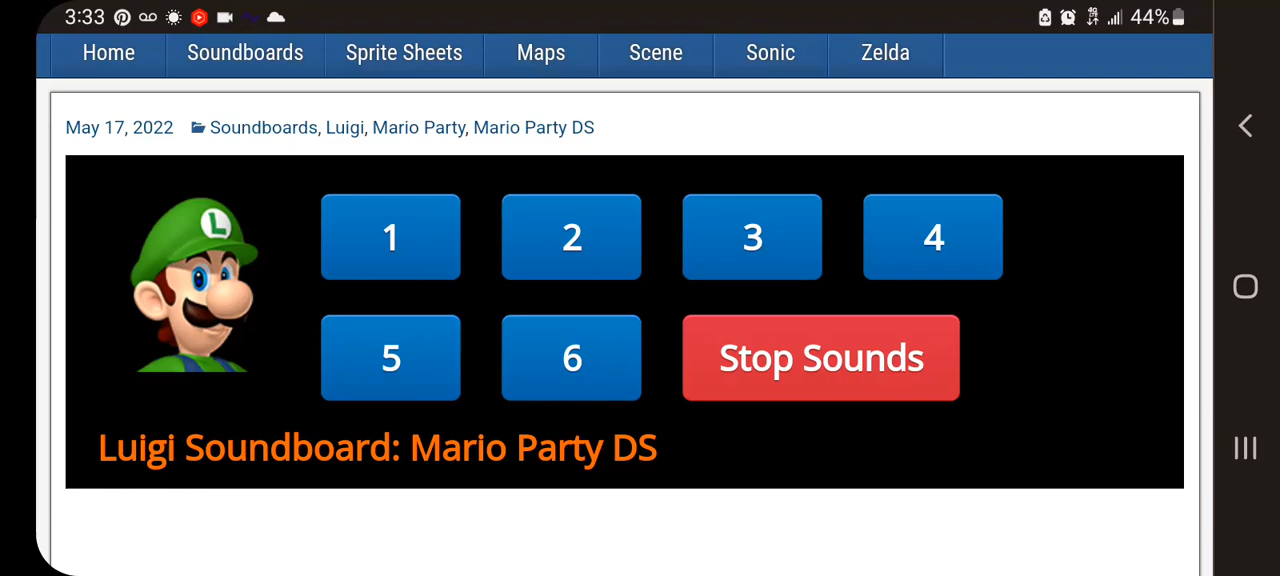 3:33 44%
Home Soundboards Sprite Sheets Maps Scene Sonic Zelda
May 17, 2022 Soundboards, Luigi, Mario Party, Mario Party DS
L
1 2 3 4
5 6 Stop Sounds
Luigi Soundboard: Mario Party DS